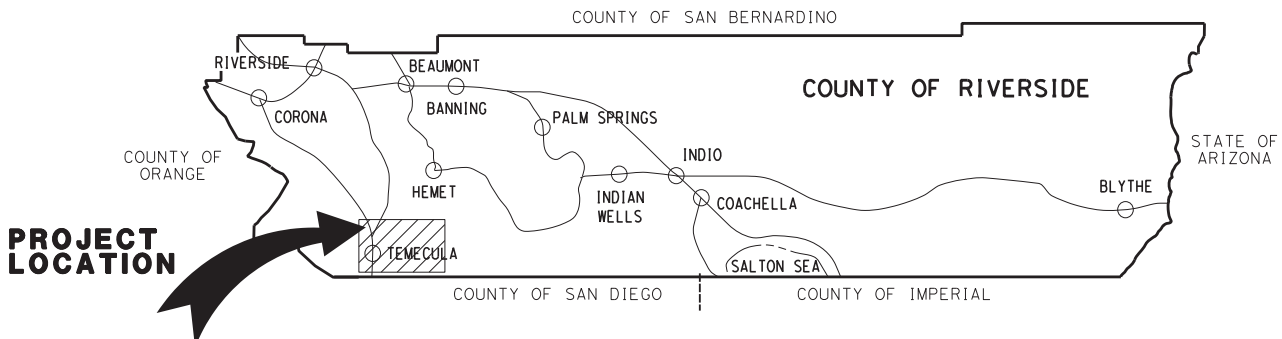 COUNTY OF SAN BERNARDINO
RIVERSIDE
BEAUMONT
COUNTY OF RIVERSIDE
BANNING
CORONA
PALM SPRINGS
COUNTY OF
ORANGE
STATE OF
ARIZONA
INDIO
HEMET
INDIAN
WELLS
COACHELLA
BLYTHE
PROJECT
LOCATION
TEMECULA
SALTON SEA
COUNTY OF SAN DIEGO
COUNTY OF IMPERIAL